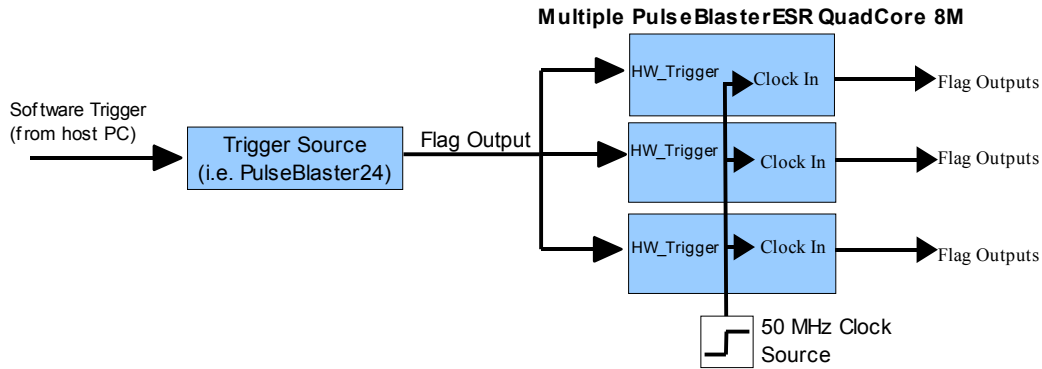 Multiple PulseBlasterESR QuadCore 8M
Software Trigger
(from host PC)
Trigger Source
(i.e. PulseBlaster24)
Flag Output
HW_Trigger
Clock In
Flag Outputs
HW_Trigger
Clock In
Flag Outputs
HW_Trigger
Clock In
Flag Outputs
50 MHz Clock
Source